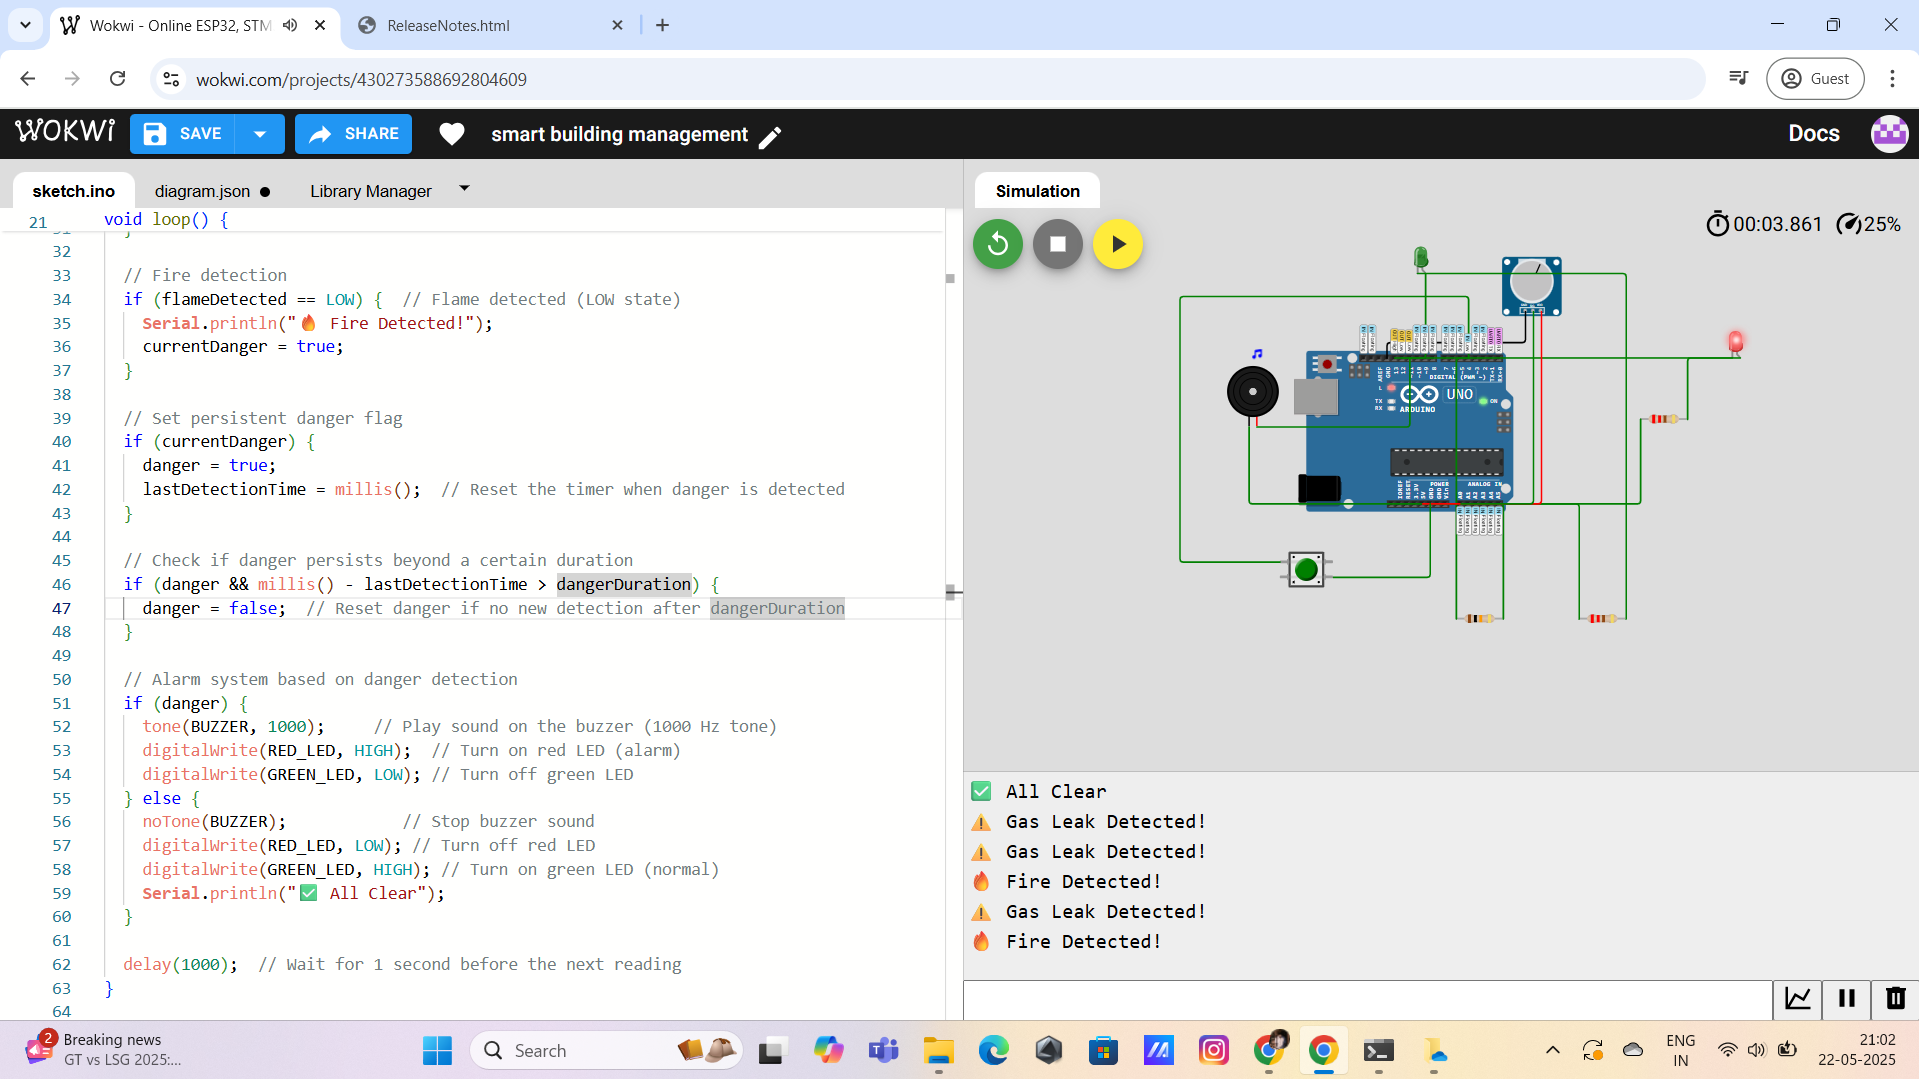 Wokwi - Online ESP32, STM
ReleaseNotes.html
wokwi.com/projects/430273588692804609
Guest
WOKWi
SAVE
SHARE
smart building management
Docs
sketch.ino
diagram.json ●
Library Manager
Simulation
21 void loop() {
31 }
32
33 // Fire detection
34 if (flameDetected == LOW) { // Flame detected (LOW state)
35 Serial.println("🔥 Fire Detected!");
36 currentDanger = true;
37 }
38
39 // Set persistent danger flag
40 if (currentDanger) {
41 danger = true;
42 lastDetectionTime = millis(); // Reset the timer when danger is detected
43 }
44
45 // Check if danger persists beyond a certain duration
46 if (danger && millis() - lastDetectionTime > dangerDuration) {
47 danger = false; // Reset danger if no new detection after dangerDuration
48 }
49
50 // Alarm system based on danger detection
51 if (danger) {
52 tone(BUZZER, 1000); // Play sound on the buzzer (1000 Hz tone)
53 digitalWrite(RED_LED, HIGH); // Turn on red LED (alarm)
54 digitalWrite(GREEN_LED, LOW); // Turn off green LED
55 } else {
56 noTone(BUZZER); // Stop buzzer sound
57 digitalWrite(RED_LED, LOW); // Turn off red LED
58 digitalWrite(GREEN_LED, HIGH); // Turn on green LED (normal)
59 Serial.println("✅ All Clear");
60 }
61
62 delay(1000); // Wait for 1 second before the next reading
63 }
64
00:03.861 25%
DIGITAL (PWM ~)
L
TX
RX
UNO
ON
ARDUINO
POWER
ANALOG IN
✅ All Clear
⚠️ Gas Leak Detected!
⚠️ Gas Leak Detected!
🔥 Fire Detected!
⚠️ Gas Leak Detected!
🔥 Fire Detected!
2
Breaking news
GT vs LSG 2025:...
Search
ENG
IN
21:02
22-05-2025